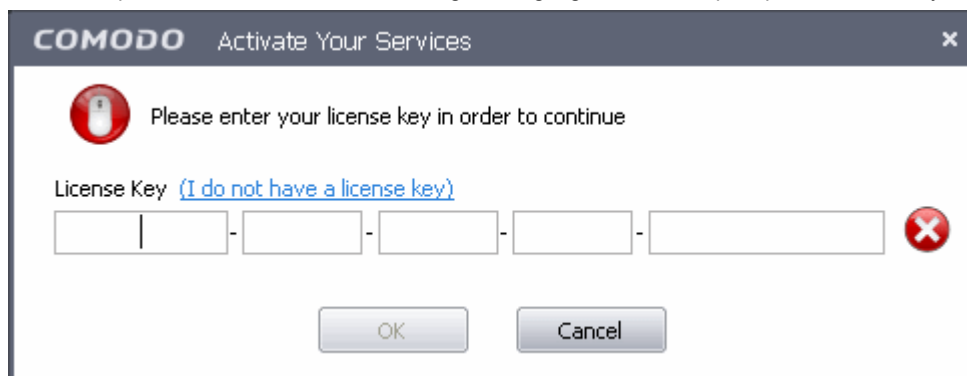 COMODO Activate Your Services
Please enter your license key in order to continue
License Key (I do not have a license key)
- - - -
OK Cancel